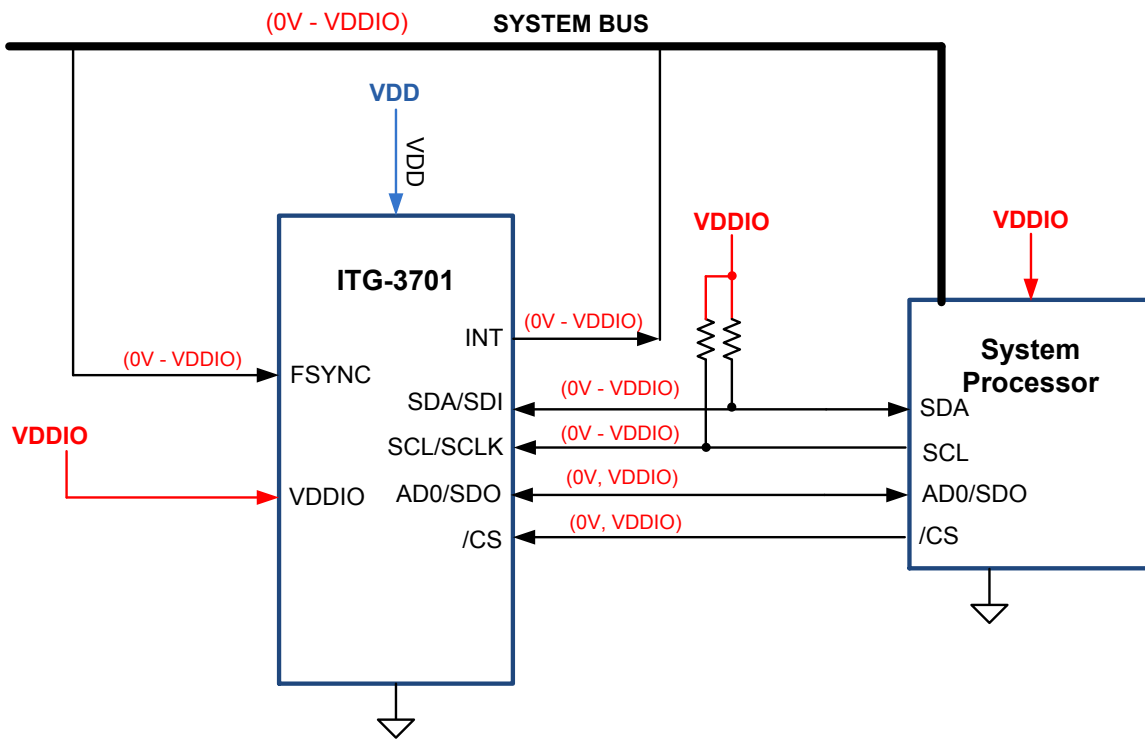 (0V - VDDIO)
SYSTEM BUS
VDD
VDD
VDDIO
VDDIO
ITG-3701
INT
(0V - VDDIO)
System
Processor
(0V - VDDIO)
FSYNC
SDA/SDI
(0V - VDDIO)
SDA
VDDIO
SCL/SCLK
(0V - VDDIO)
SCL
VDDIO
AD0/SDO
(0V, VDDIO)
AD0/SDO
/CS
(0V, VDDIO)
/CS